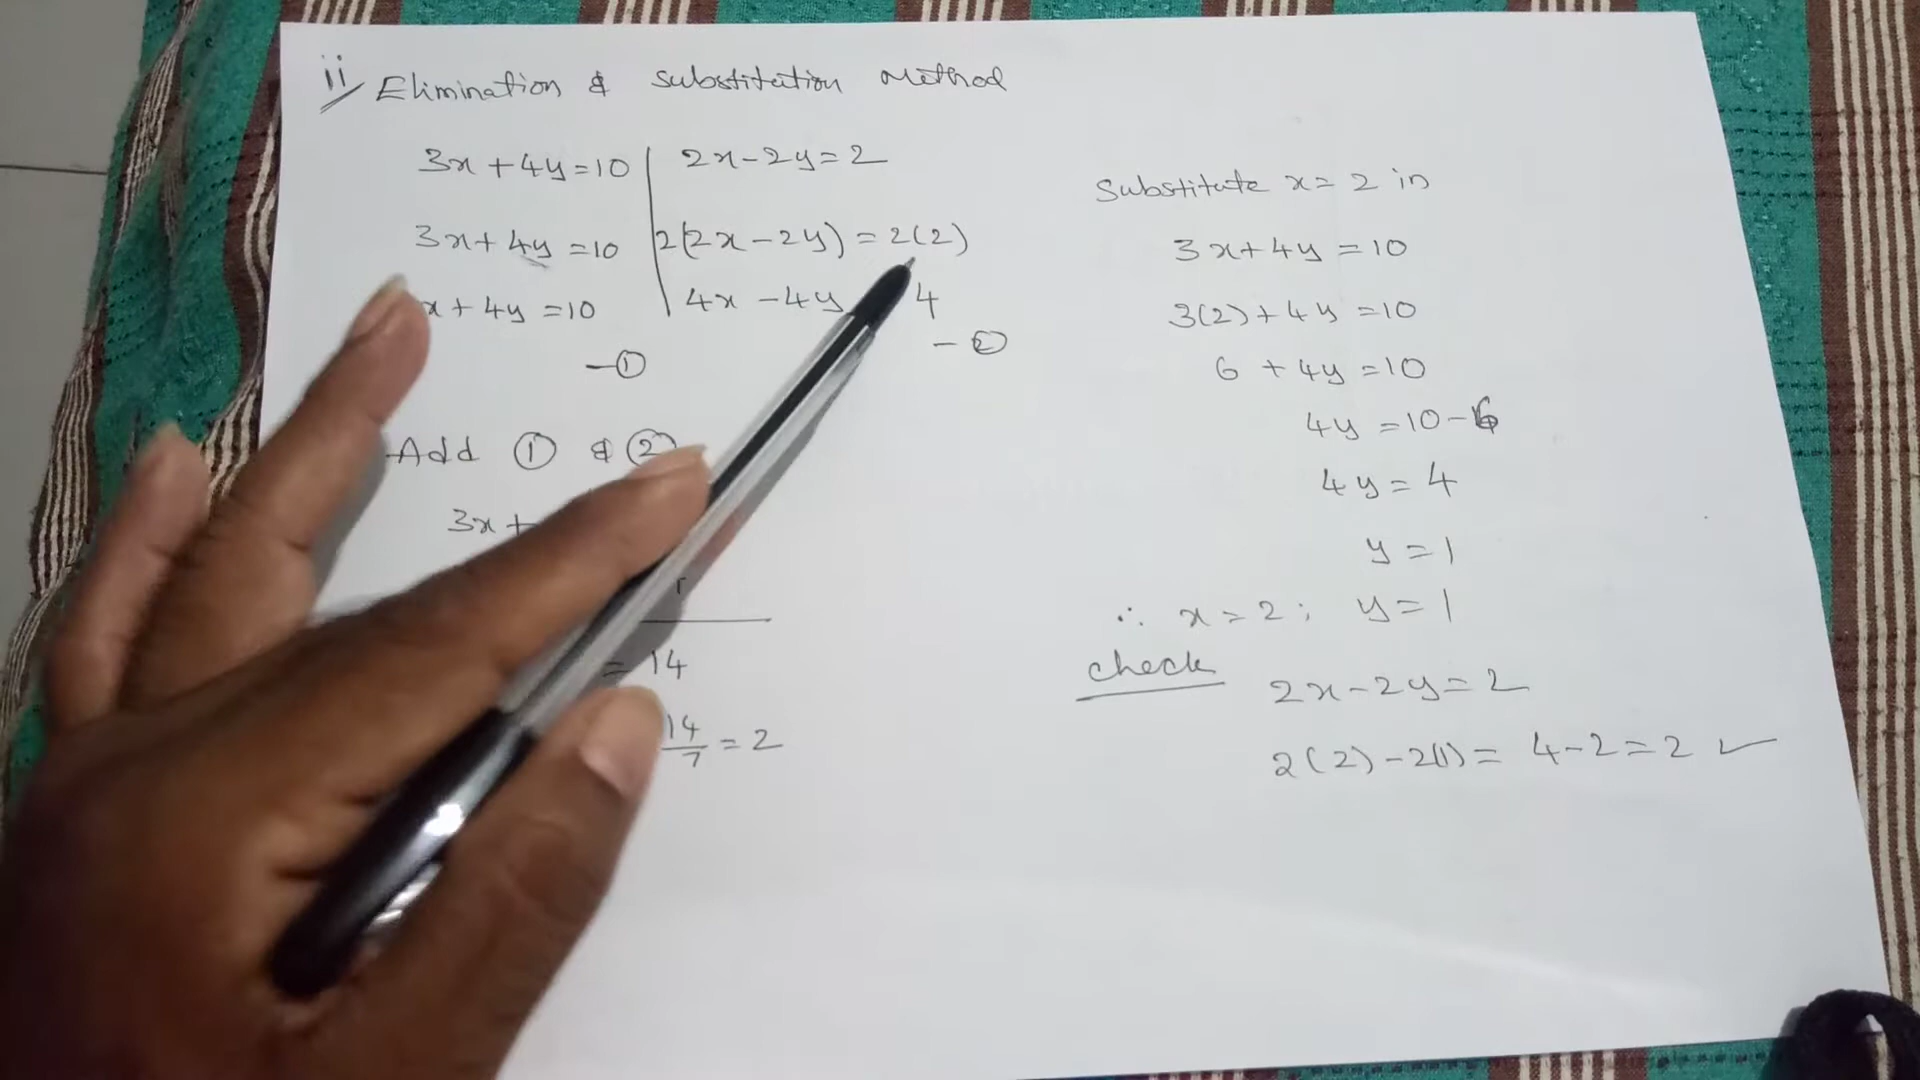 ii Elimination & substitution Method
3x + 4y = 10 | 2x - 2y = 2
3x + 4y = 10 | 2(2x - 2y) = 2(2)
x + 4y = 10 | 4x - 4y 4
- ① - ②
Add ① & ②
3x +
= 14
14/7 = 2
Substitute x = 2 in
3x + 4y = 10
3(2) + 4y = 10
6 + 4y = 10
4y = 10 - 6
4y = 4
y = 1
∴ x = 2; y = 1
check
2x - 2y = 2
2(2) - 2(1) = 4 - 2 = 2 ✓